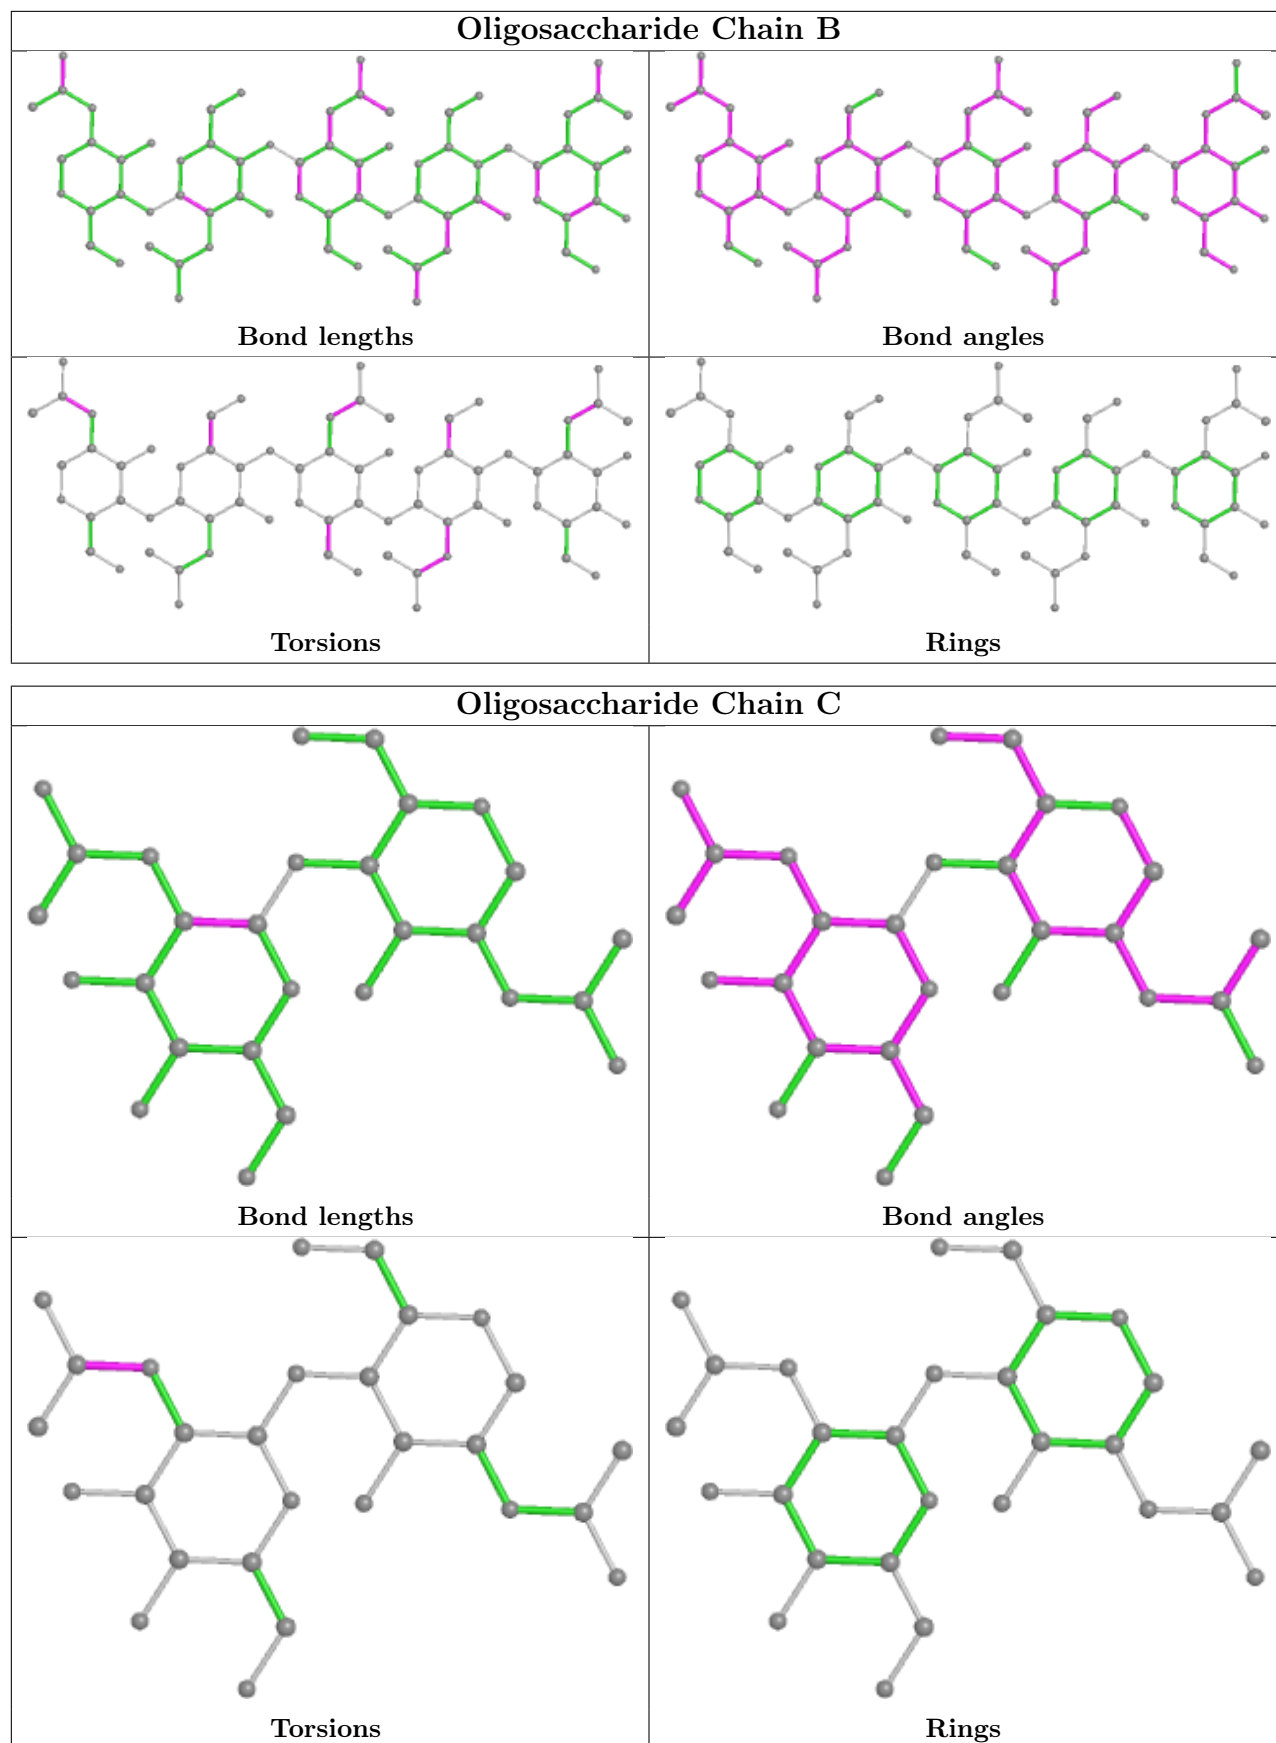 Oligosaccharide Chain B
Bond lengths
Bond angles
Torsions
Rings
Oligosaccharide Chain C
Bond lengths
Bond angles
Torsions
Rings